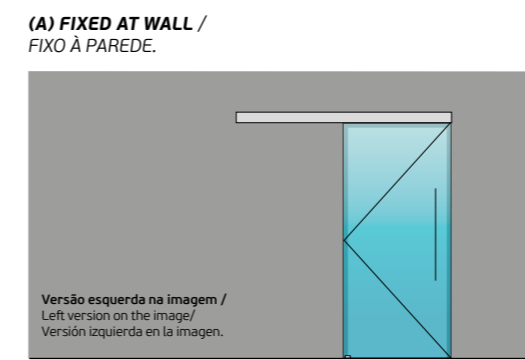 (A) FIXED AT WALL /
FIXO À PAREDE.
Versão esquerda na imagem /
Left version on the image/
Versión izquierda en la imagen.